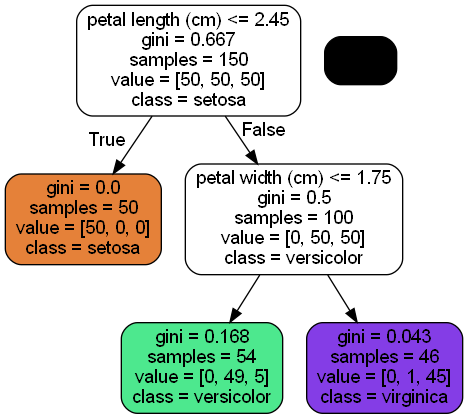 petal length (cm) <= 2.45
gini = 0.667
samples = 150
value = [50, 50, 50]
class = setosa
True
False
gini = 0.0
samples = 50
value = [50, 0, 0]
class = setosa
petal width (cm) <= 1.75
gini = 0.5
samples = 100
value = [0, 50, 50]
class = versicolor
gini = 0.168
samples = 54
value = [0, 49, 5]
class = versicolor
gini = 0.043
samples = 46
value = [0, 1, 45]
class = virginica